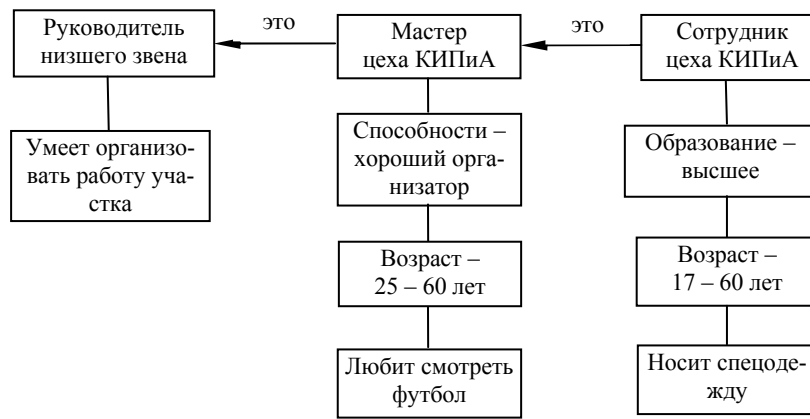 Руководитель
низшего звена
это
Мастер
цеха КИПиА
это
Сотрудник
цеха КИПиА
Умеет организо-
вать работу уча-
стка
Способности –
хороший орга-
низатор
Образование –
высшее
Возраст –
25 – 60 лет
Возраст –
17 – 60 лет
Любит смотреть
футбол
Носит спецоде-
жду